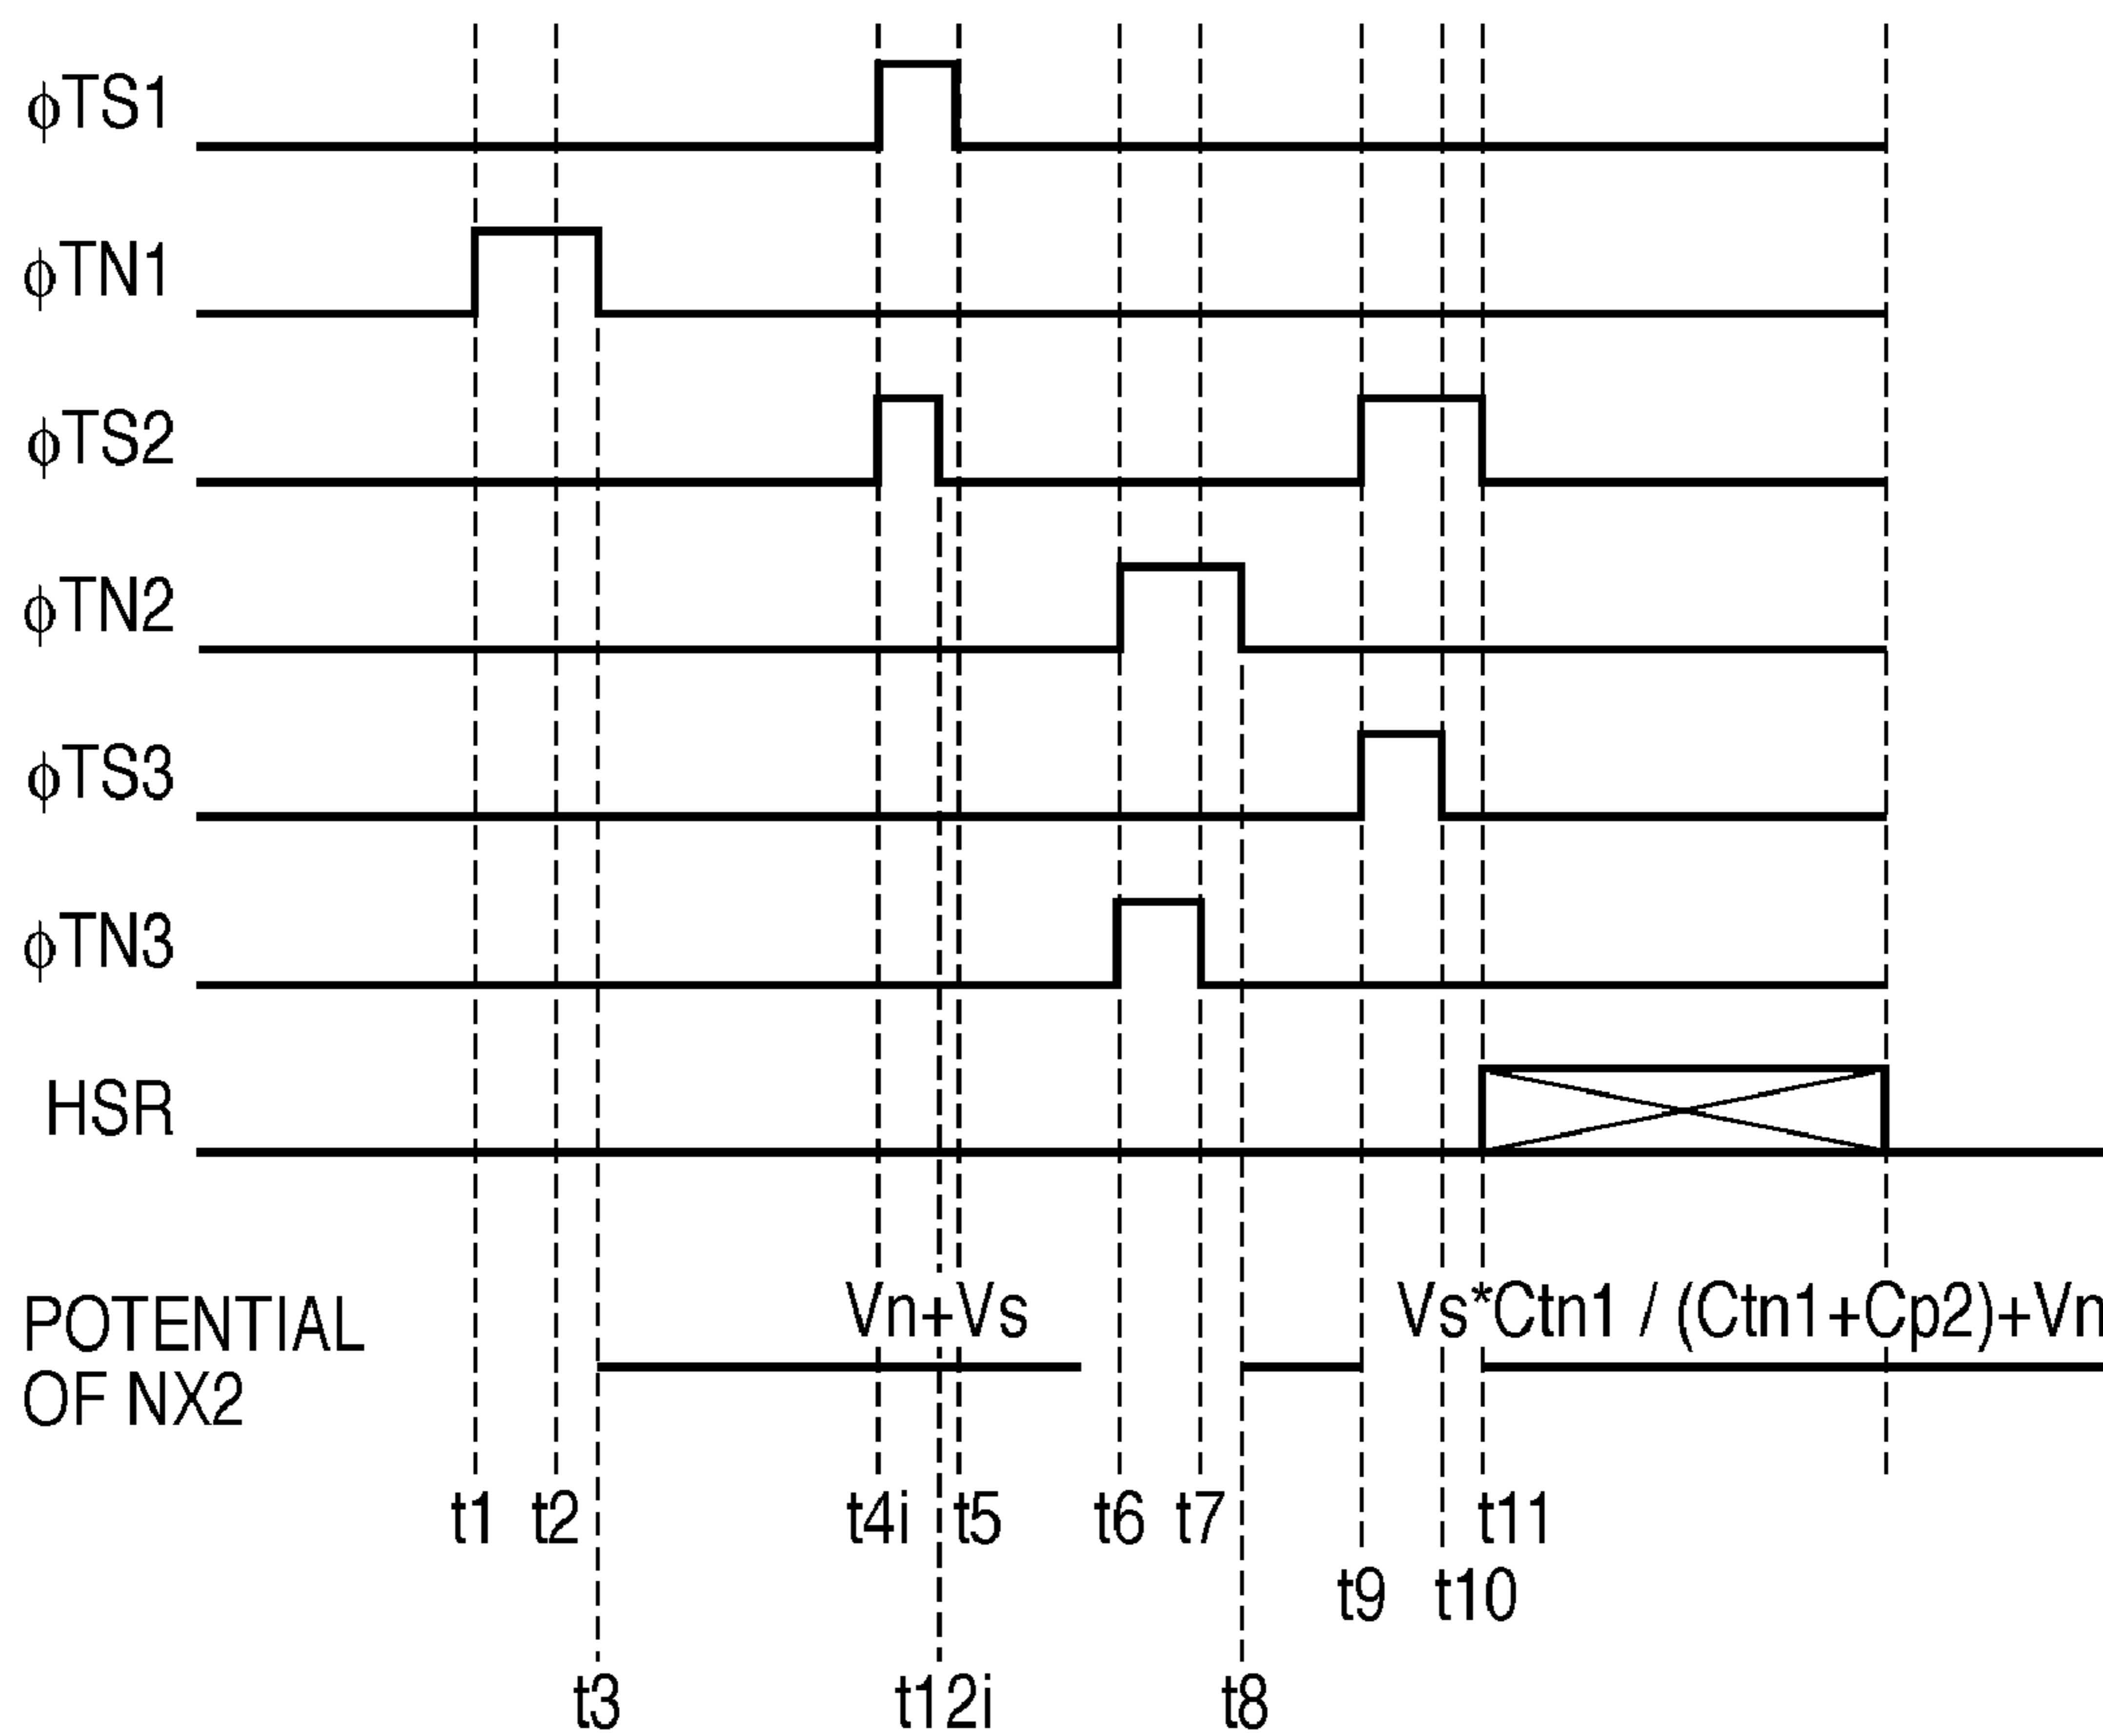 ϕTS1
ϕTN1
ϕTS2
ϕTN2
ϕTS3
ϕTN3
HSR
POTENTIAL
OF NX2
Vn+Vs
Vs*Ctn1 / (Ctn1+Cp2)+Vn
t1 t2 t4i t5 t6 t7 t11
t9 t10
t3 t12i t8